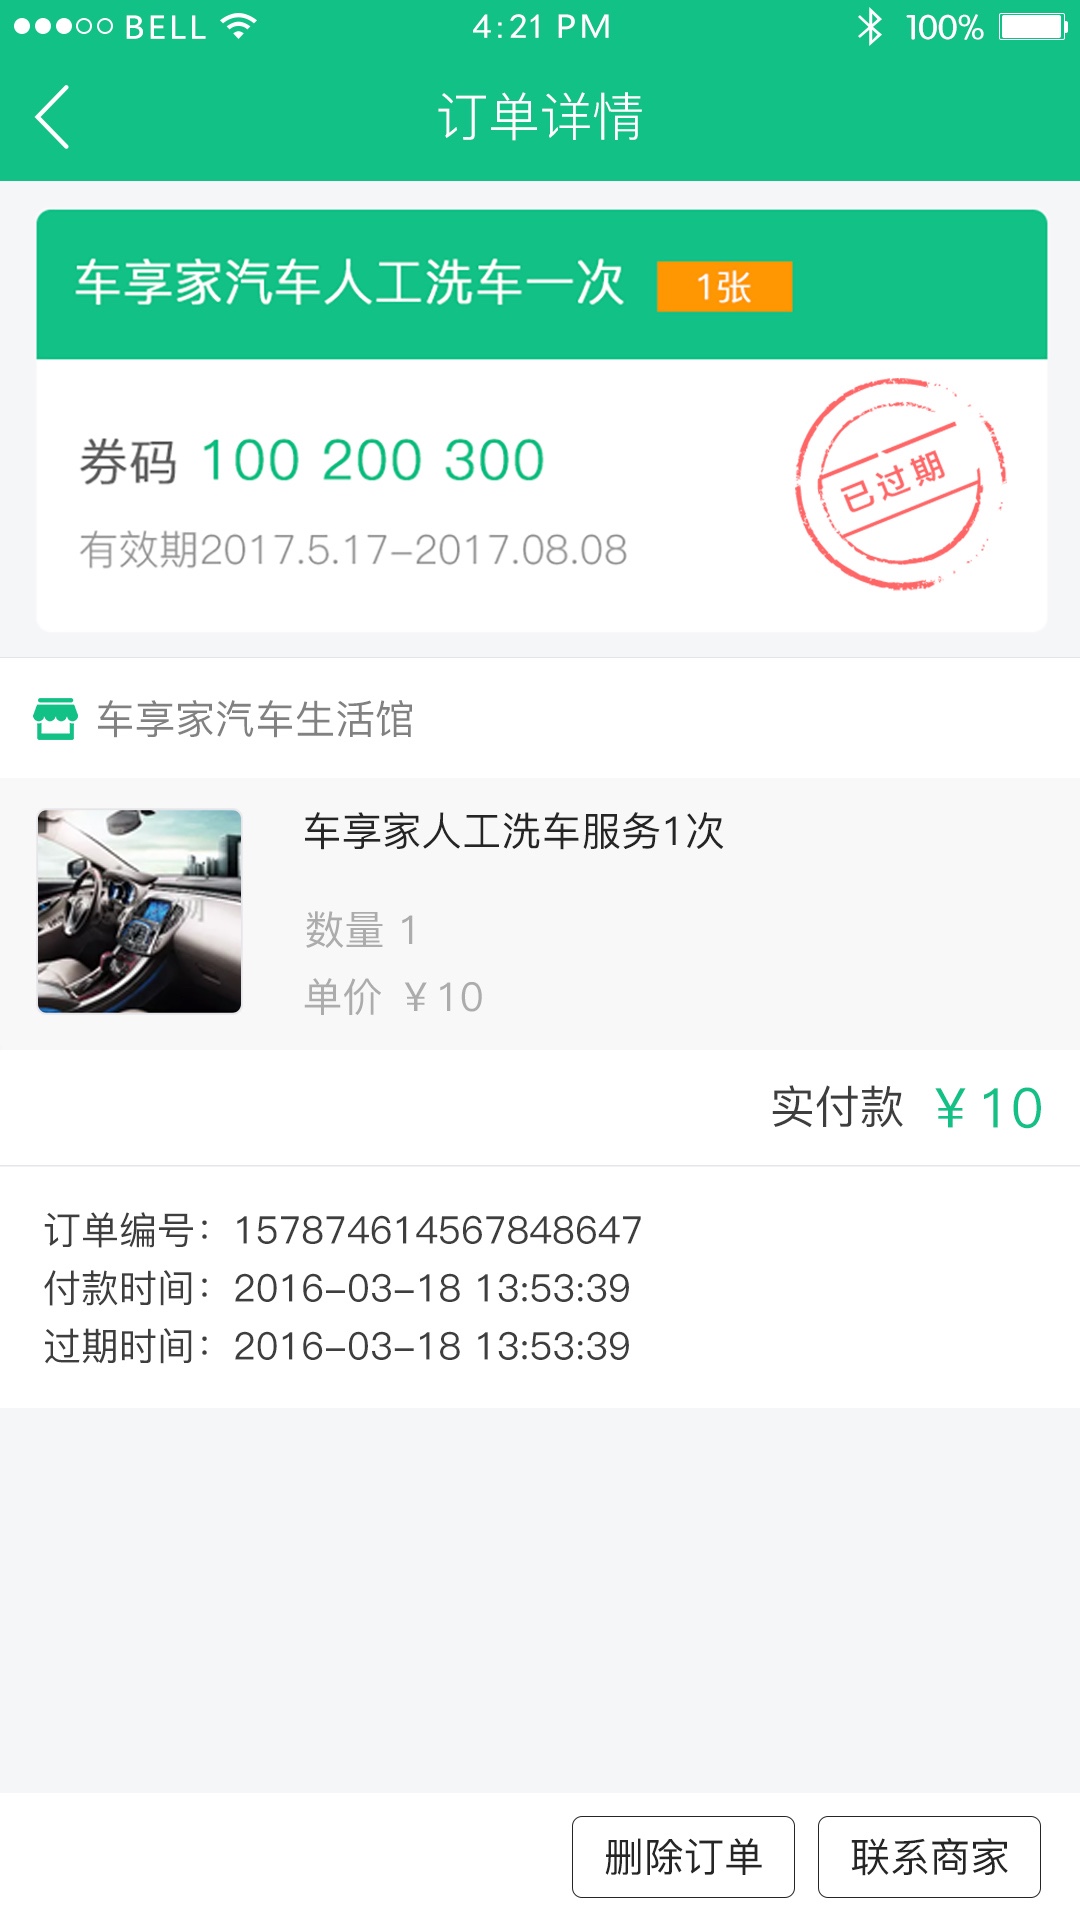 BELL 4:21 PM 100%
订单详情
车享家汽车人工洗车一次 1张
券码 100 200 300
已过期
有效期2017.5.17-2017.08.08
车享家汽车生活馆
车享家人工洗车服务1次
数量 1
单价 ¥10
实付款 ¥10
订单编号：157874614567848647
付款时间：2016-03-18 13:53:39
过期时间：2016-03-18 13:53:39
删除订单 联系商家